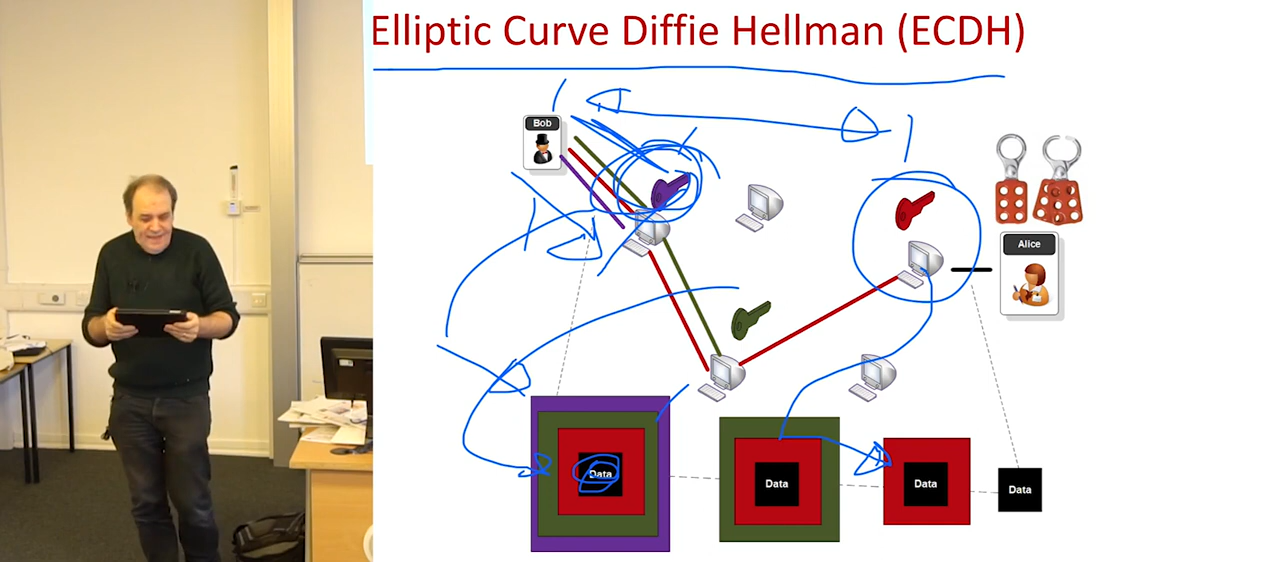 Elliptic Curve Diffie Hellman (ECDH)
Bob
Alice
Data
Data
Data
Data